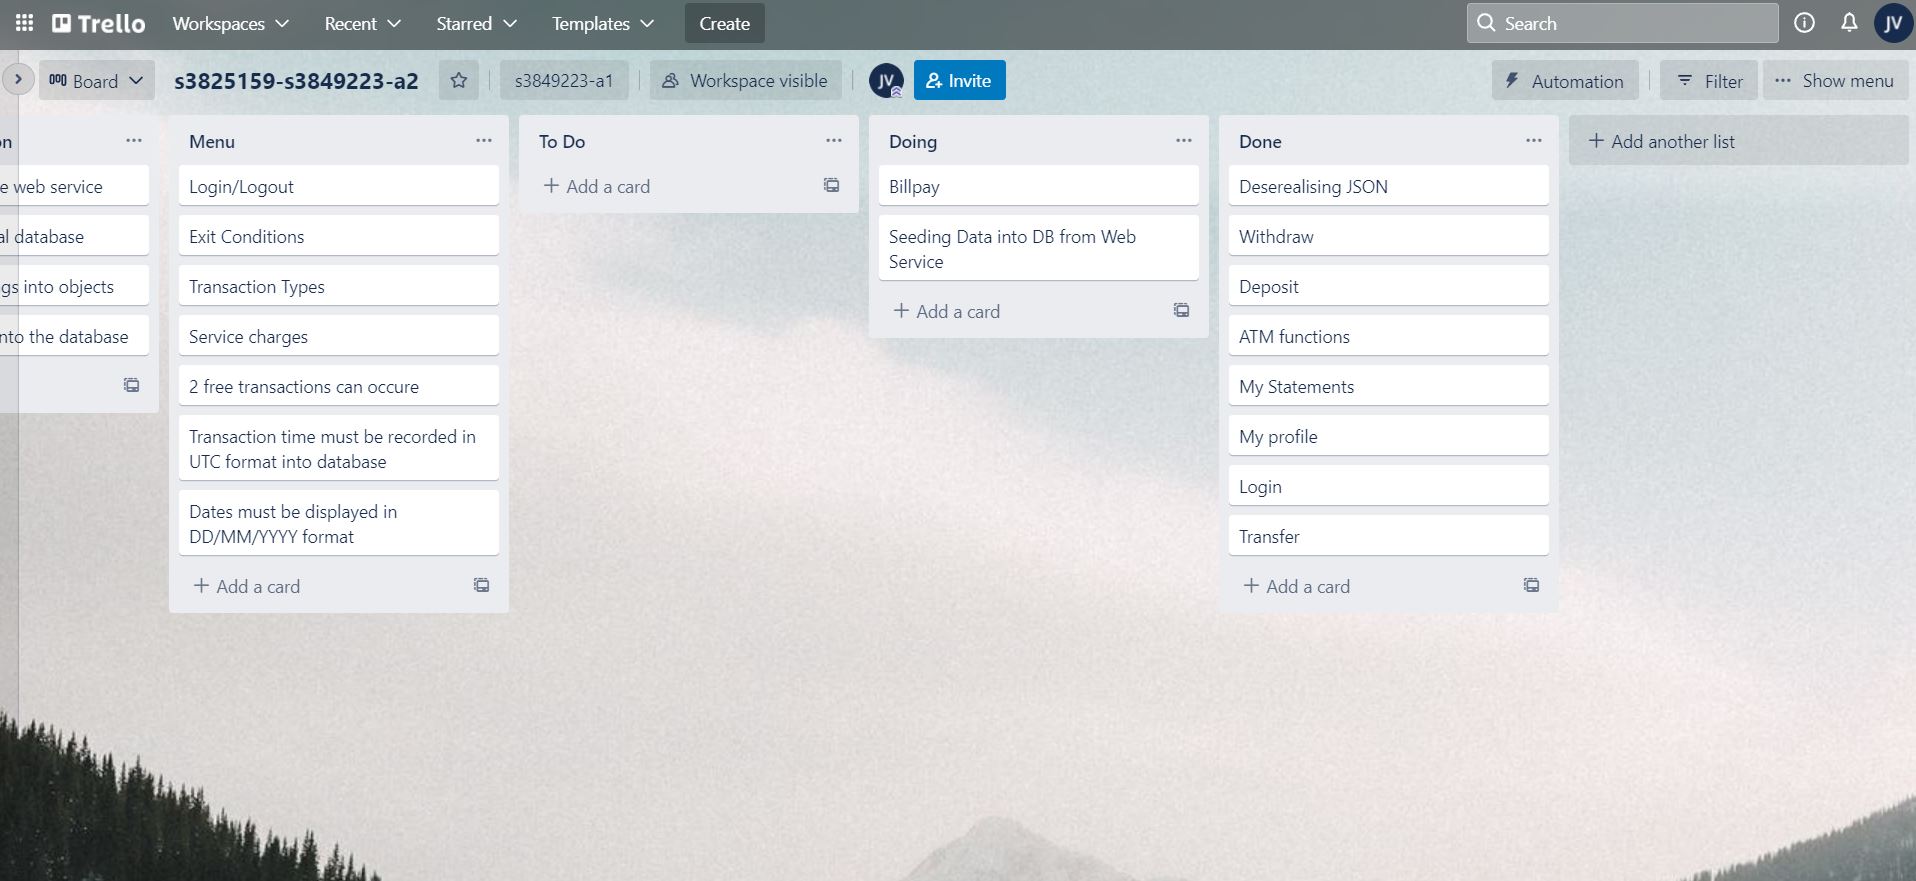 Trello
Workspaces
Recent
Starred
Templates
Create
Search
JV
Board
s3825159-s3849223-a2
s3849223-a1
Workspace visible
JV
Invite
Automation
Filter
Show menu
on
e web service
al database
gs into objects
nto the database
Menu
Login/Logout
Exit Conditions
Transaction Types
Service charges
2 free transactions can occure
Transaction time must be recorded in
UTC format into database
Dates must be displayed in
DD/MM/YYYY format
+ Add a card
To Do
+ Add a card
Doing
Billpay
Seeding Data into DB from Web
Service
+ Add a card
Done
Deserealising JSON
Withdraw
Deposit
ATM functions
My Statements
My profile
Login
Transfer
+ Add a card
+ Add another list